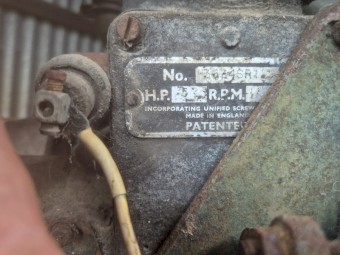 No.
H.P. R.P.M.
INCORPORATING UNIFIED SCREW
MADE IN ENGLAND
PATENTED